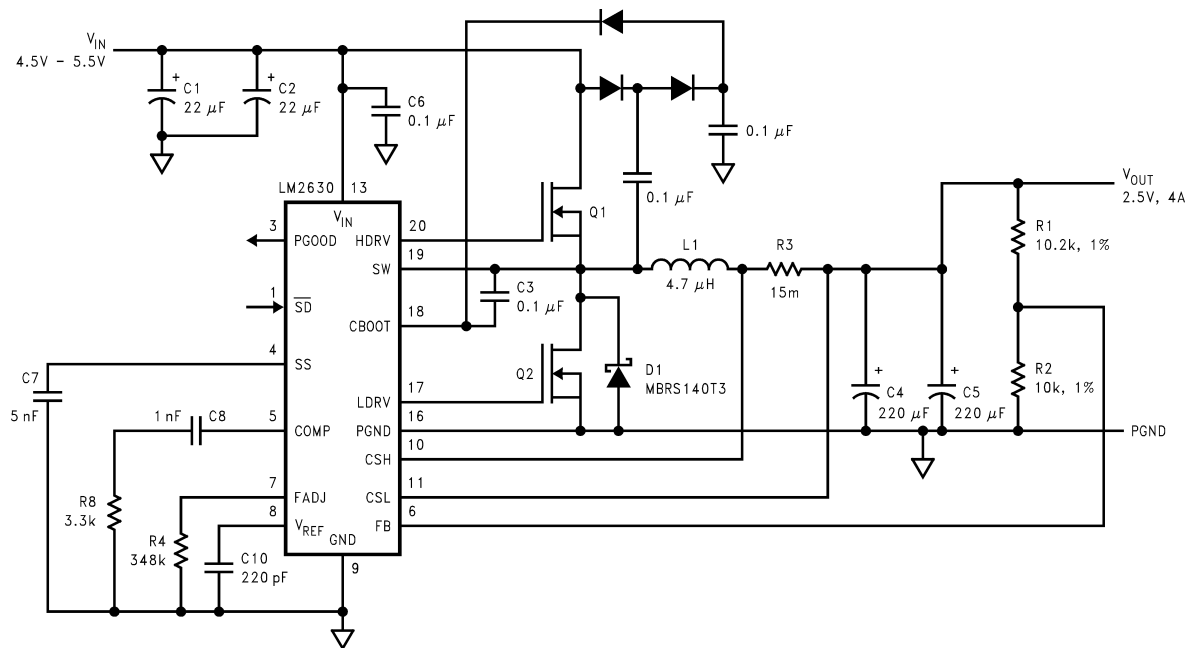 V_IN
4.5V - 5.5V
+
C1
22 μF
+
C2
22 μF
C6
0.1 μF
0.1 μF
0.1 μF
LM2630
13
V_IN
3
PGOOD
HDRV
20
Q1
19
SW
L1
4.7 μH
R3
15m
V_OUT
2.5V, 4A
R1
10.2k, 1%
1
S̅D̅
C3
0.1 μF
18
CBOOT
4
SS
C7
5 nF
Q2
D1
MBRS140T3
+
C4
220 μF
+
C5
220 μF
R2
10k, 1%
17
LDRV
1 nF
C8
5
COMP
16
PGND
PGND
10
CSH
R8
3.3k
7
FADJ
11
CSL
R4
348k
8
V_REF
6
FB
C10
220 pF
GND
9